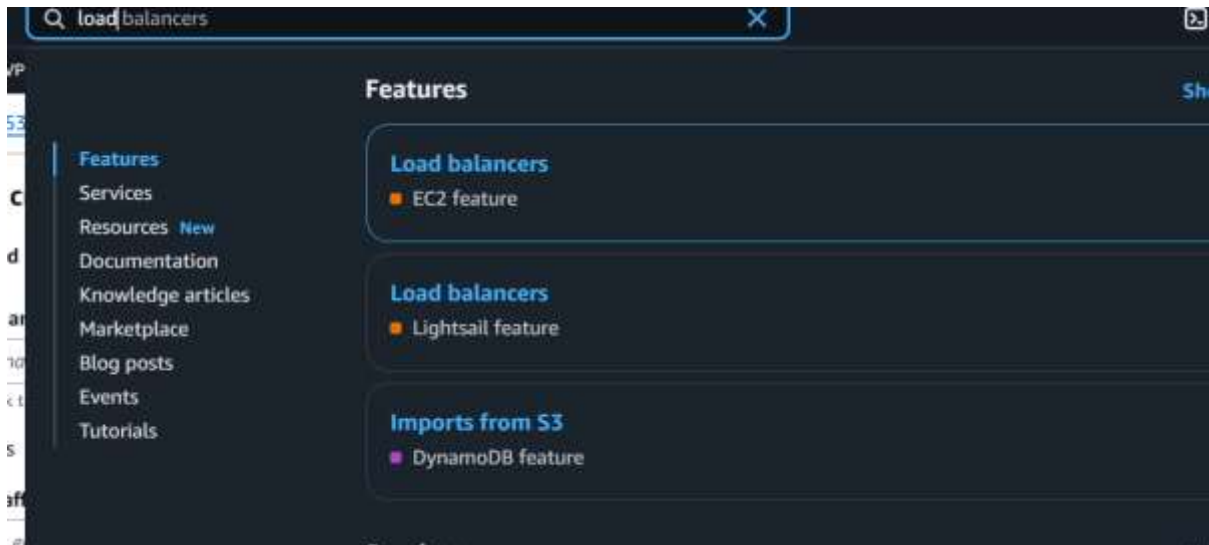 load balancers
Features
Features
Services
Resources New
Documentation
Knowledge articles
Marketplace
Blog posts
Events
Tutorials
Load balancers
EC2 feature
Load balancers
Lightsail feature
Imports from S3
DynamoDB feature